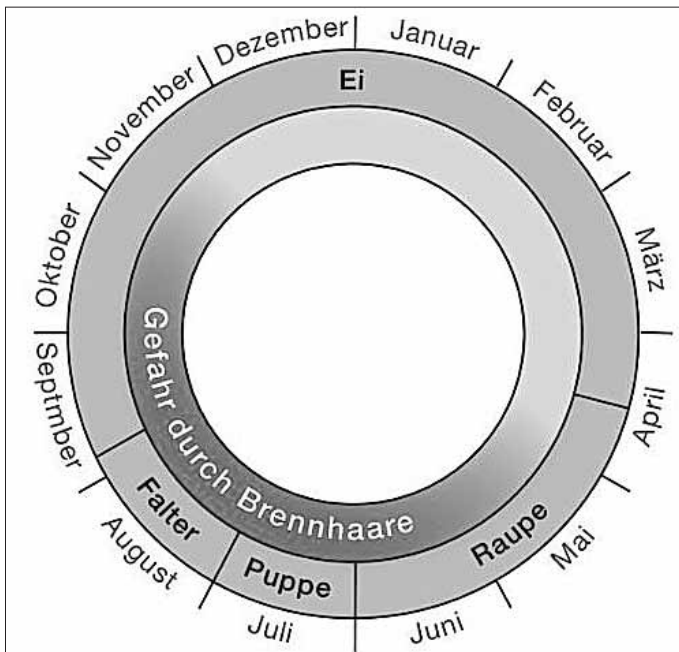 Januar
Februar
März
April
Mai
Juni
Juli
August
Septmber
Oktober
November
Dezember
Ei
Raupe
Puppe
Falter
Gefahr durch Brennhaare